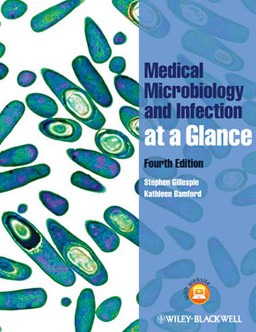 Medical
Microbiology
and Infection
at a Glance
Fourth Edition
Stephen Gillespie
Kathleen Bamford
WILEY-BLACKWELL